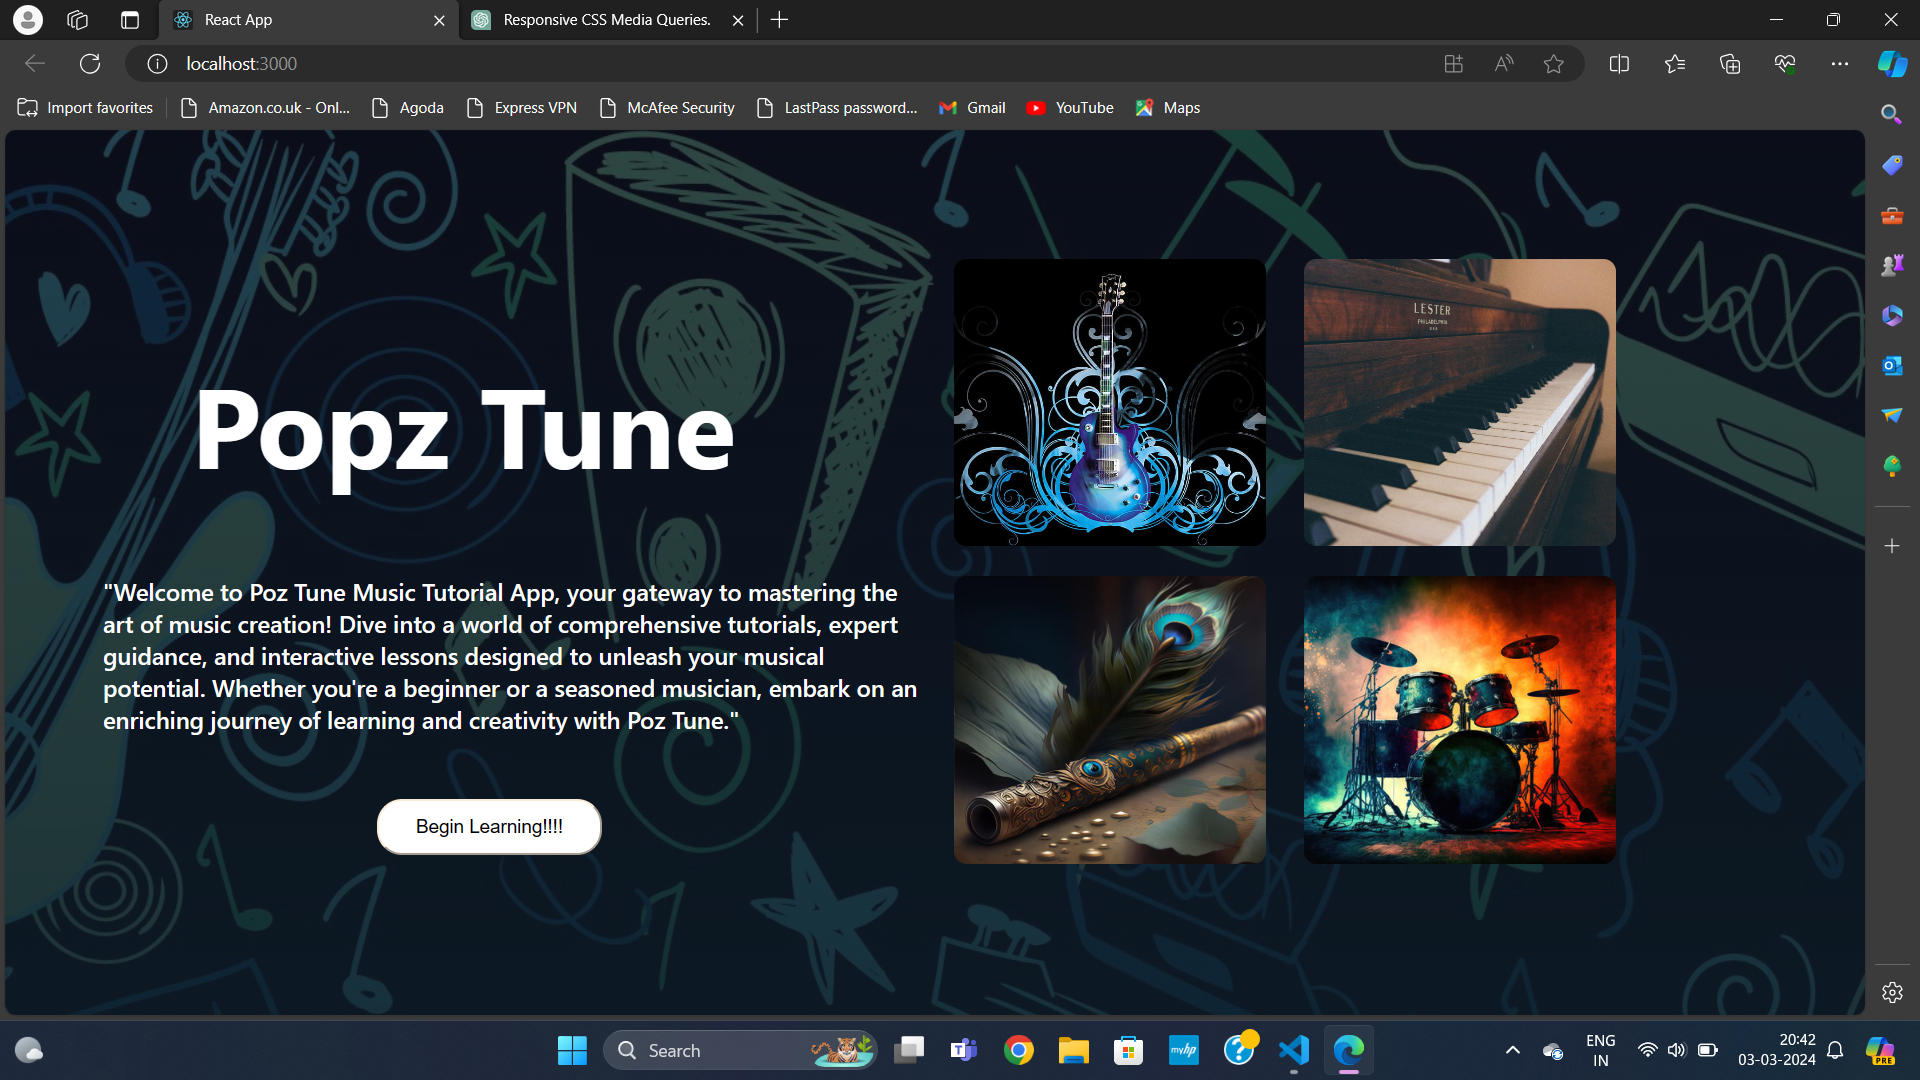 React App
Responsive CSS Media Queries.
localhost:3000
Import favorites
Amazon.co.uk - Onl...
Agoda
Express VPN
McAfee Security
LastPass password...
Gmail
YouTube
Maps
LESTER
PHILADELPHIA
USA
Popz Tune
"Welcome to Poz Tune Music Tutorial App, your gateway to mastering the
art of music creation! Dive into a world of comprehensive tutorials, expert
guidance, and interactive lessons designed to unleash your musical
potential. Whether you're a beginner or a seasoned musician, embark on an
enriching journey of learning and creativity with Poz Tune."
Begin Learning!!!!
Search
myhp
ENG
IN
20:42
03-03-2024
PRE